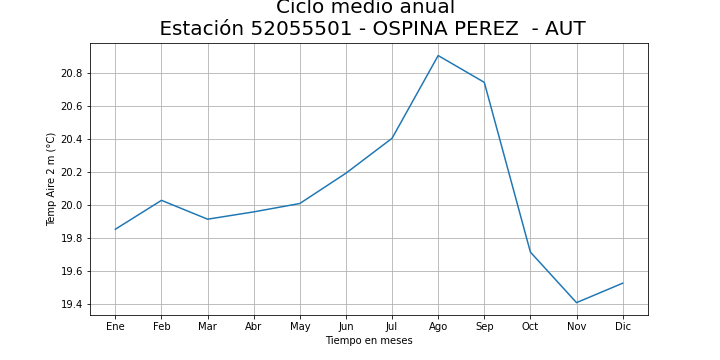 Ciclo medio anual
Estación 52055501 - OSPINA PEREZ  - AUT
Temp Aire 2 m (°C)
20.8
20.6
20.4
20.2
20.0
19.8
19.6
19.4
Ene Feb Mar Abr May Jun Jul Ago Sep Oct Nov Dic
Tiempo en meses